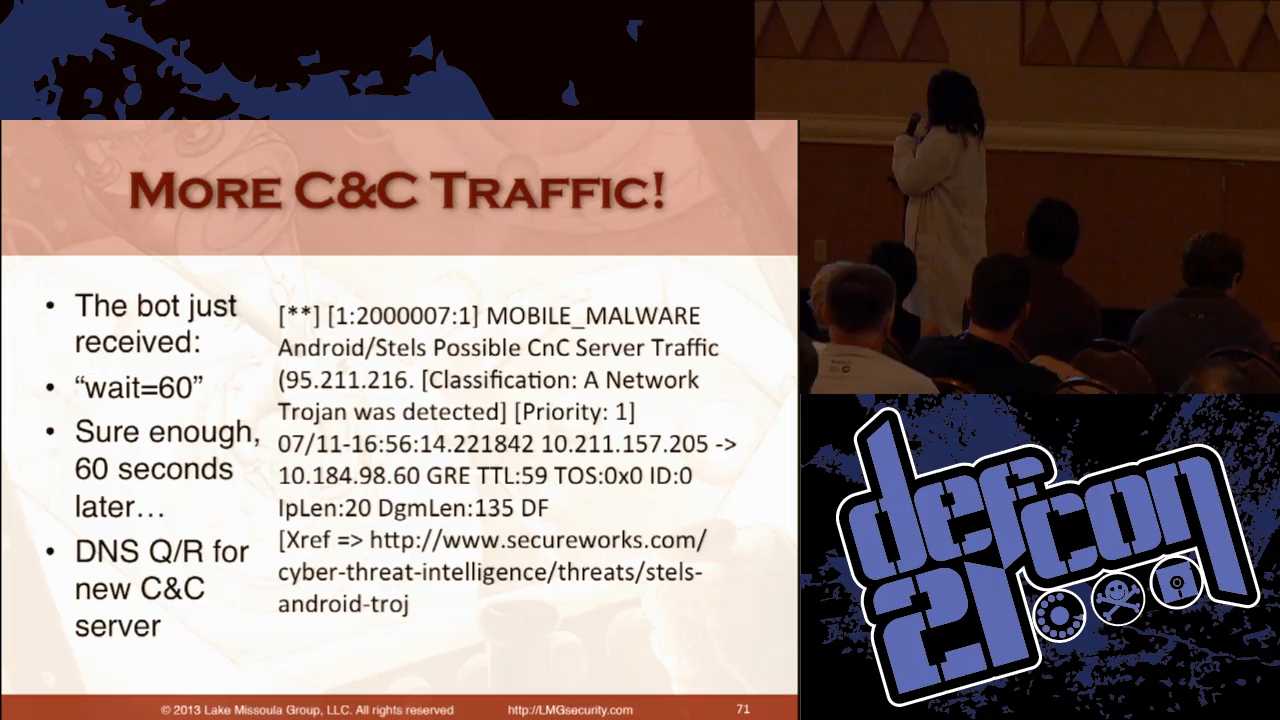 MORE C&C TRAFFIC!
• The bot just
received:
• “wait=60”
• Sure enough,
60 seconds
later…
• DNS Q/R for
new C&C
server
[**] [1:2000007:1] MOBILE_MALWARE
Android/Stels Possible CnC Server Traffic
(95.211.216. [Classification: A Network
Trojan was detected] [Priority: 1]
07/11-16:56:14.221842 10.211.157.205 ->
10.184.98.60 GRE TTL:59 TOS:0x0 ID:0
IpLen:20 DgmLen:135 DF
[Xref => http://www.secureworks.com/
cyber-threat-intelligence/threats/stels-
android-troj
© 2013 Lake Missoula Group, LLC. All rights reserved
http://LMGsecurity.com
71
defcon
21